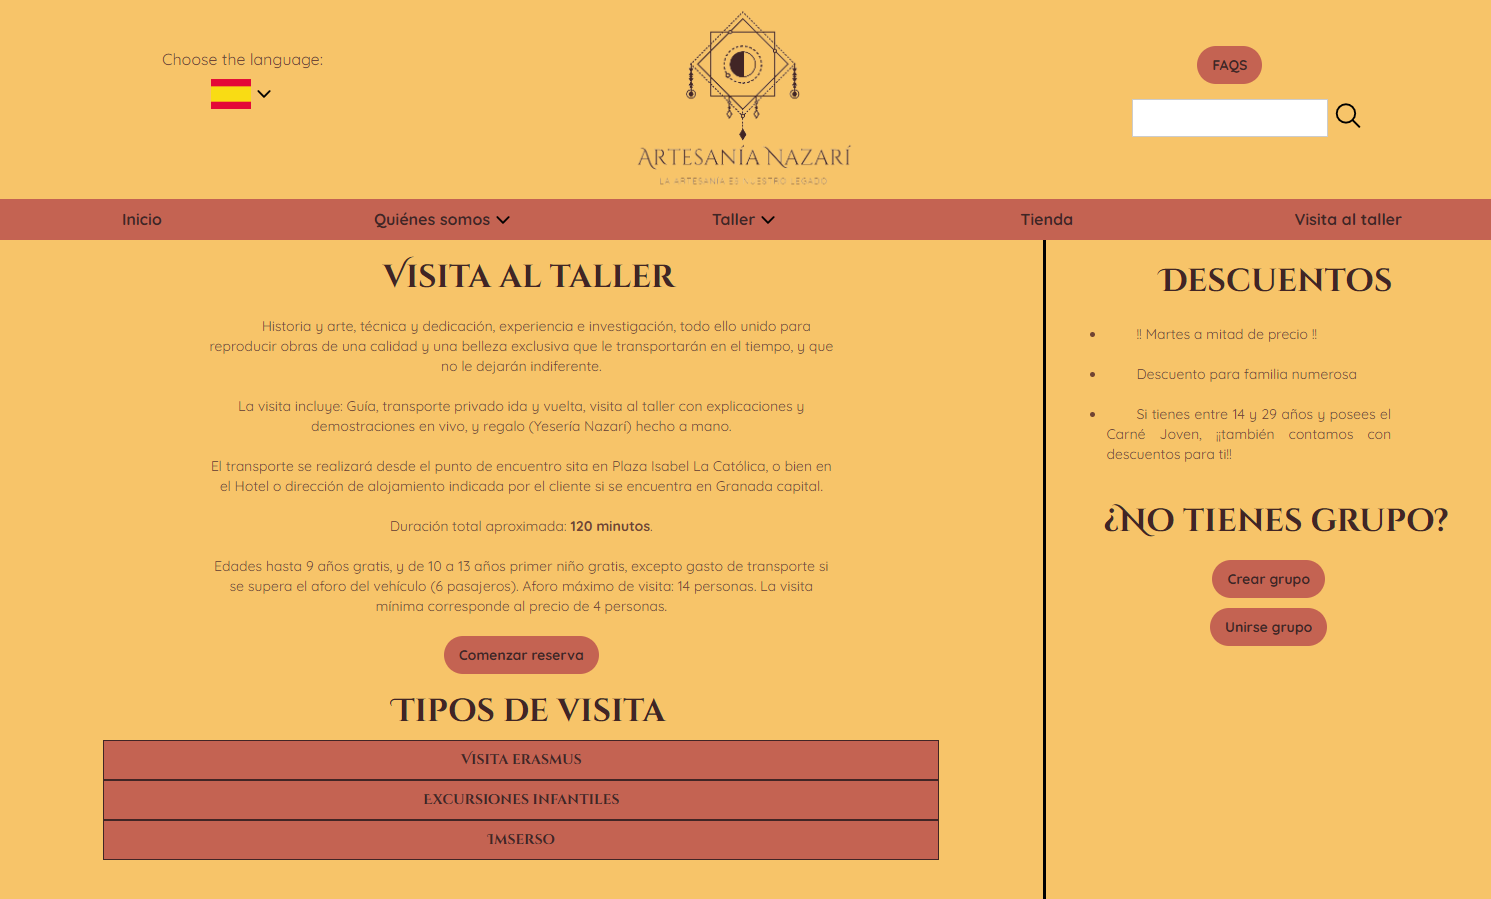 Choose the language:
ARTESANÍA NAZARÍ
LA ARTESANÍA ES NUESTRO LEGADO
FAQS
Inicio
Quiénes somos
Taller
Tienda
Visita al taller
VISITA AL TALLER
Historia y arte, técnica y dedicación, experiencia e investigación, todo ello unido para
reproducir obras de una calidad y una belleza exclusiva que le transportarán en el tiempo, y que
no le dejarán indiferente.
La visita incluye: Guía, transporte privado ida y vuelta, visita al taller con explicaciones y
demostraciones en vivo, y regalo (Yesería Nazarí) hecho a mano.
El transporte se realizará desde el punto de encuentro sita en Plaza Isabel La Católica, o bien en
el Hotel o dirección de alojamiento indicada por el cliente si se encuentra en Granada capital.
Duración total aproximada: 120 minutos.
Edades hasta 9 años gratis, y de 10 a 13 años primer niño gratis, excepto gasto de transporte si
se supera el aforo del vehículo (6 pasajeros). Aforo máximo de visita: 14 personas. La visita
mínima corresponde al precio de 4 personas.
Comenzar reserva
TIPOS DE VISITA
VISITA ERASMUS
EXCURSIONES INFANTILES
IMSERSO
DESCUENTOS
• !! Martes a mitad de precio !!
• Descuento para familia numerosa
• Si tienes entre 14 y 29 años y posees el
Carné Joven, ¡¡también contamos con
descuentos para ti!!
¿NO TIENES GRUPO?
Crear grupo
Unirse grupo